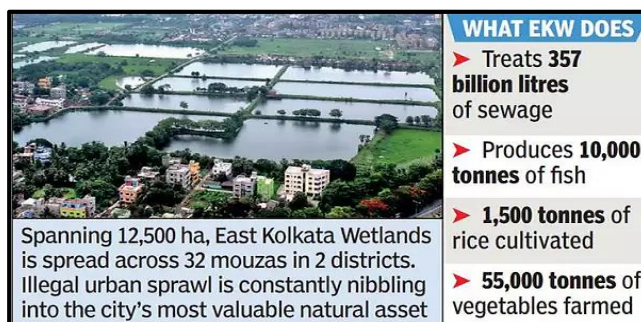 WHAT EKW DOES
➤ Treats 357
billion litres
of sewage
➤ Produces 10,000
tonnes of fish
➤ 1,500 tonnes of
rice cultivated
➤ 55,000 tonnes of
vegetables farmed
Spanning 12,500 ha, East Kolkata Wetlands
is spread across 32 mouzas in 2 districts.
Illegal urban sprawl is constantly nibbling
into the city's most valuable natural asset